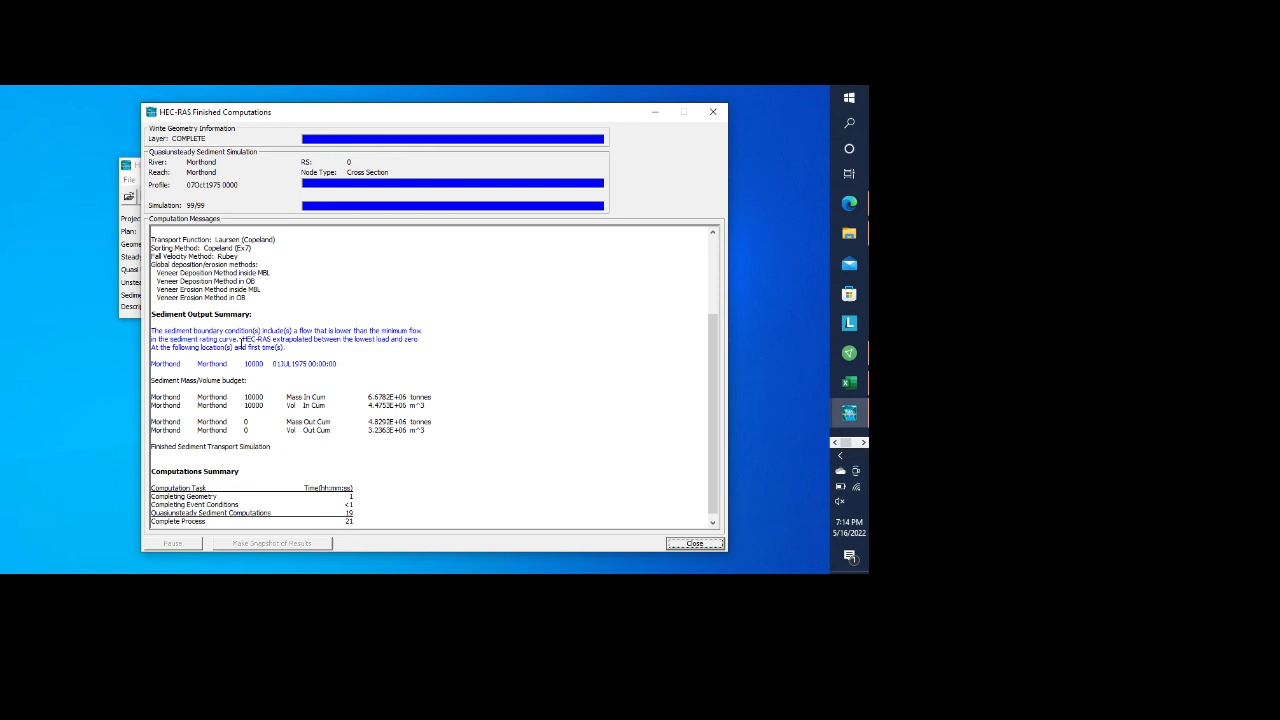 HEC-RAS Finished Computations
Write Geometry Information
Layer: COMPLETE
Quasiunsteady Sediment Simulation
River: Morthond RS: 0
Reach: Morthond Node Type: Cross Section
Profile: 07Oct1975 0000
Simulation: 99/99
Computation Messages
Transport Function: Laursen (Copeland)
Sorting Method: Copeland (Ex7)
Fall Velocity Method: Rubey
Global deposition/erosion methods:
Veneer Deposition Method inside MBL
Veneer Deposition Method in OB
Veneer Erosion Method inside MBL
Veneer Erosion Method in OB
Sediment Output Summary:
The sediment boundary condition(s) include(s) a flow that is lower than the minimum flow
in the sediment rating curve. HEC-RAS extrapolated between the lowest load and zero
At the following location(s) and first time(s).
Morthond Morthond 10000 01JUL1975 00:00:00
Sediment Mass/Volume budget:
Morthond Morthond 10000 Mass In Cum 6.6782E+06 tonnes
Morthond Morthond 10000 Vol In Cum 4.4753E+06 m^3
Morthond Morthond 0 Mass Out Cum 4.8292E+06 tonnes
Morthond Morthond 0 Vol Out Cum 3.2363E+06 m^3
Finished Sediment Transport Simulation
Computations Summary
Computation Task Time(hh:mm:ss)
Completing Geometry 1
Completing Event Conditions <1
Quasiunsteady Sediment Computations 19
Complete Process 21
Pause Make Snapshot of Results Close
H
File
Projec
Plan:
Geome
Steady
Quasi
Unstea
Sedime
Descri
7:14 PM
5/16/2022
1